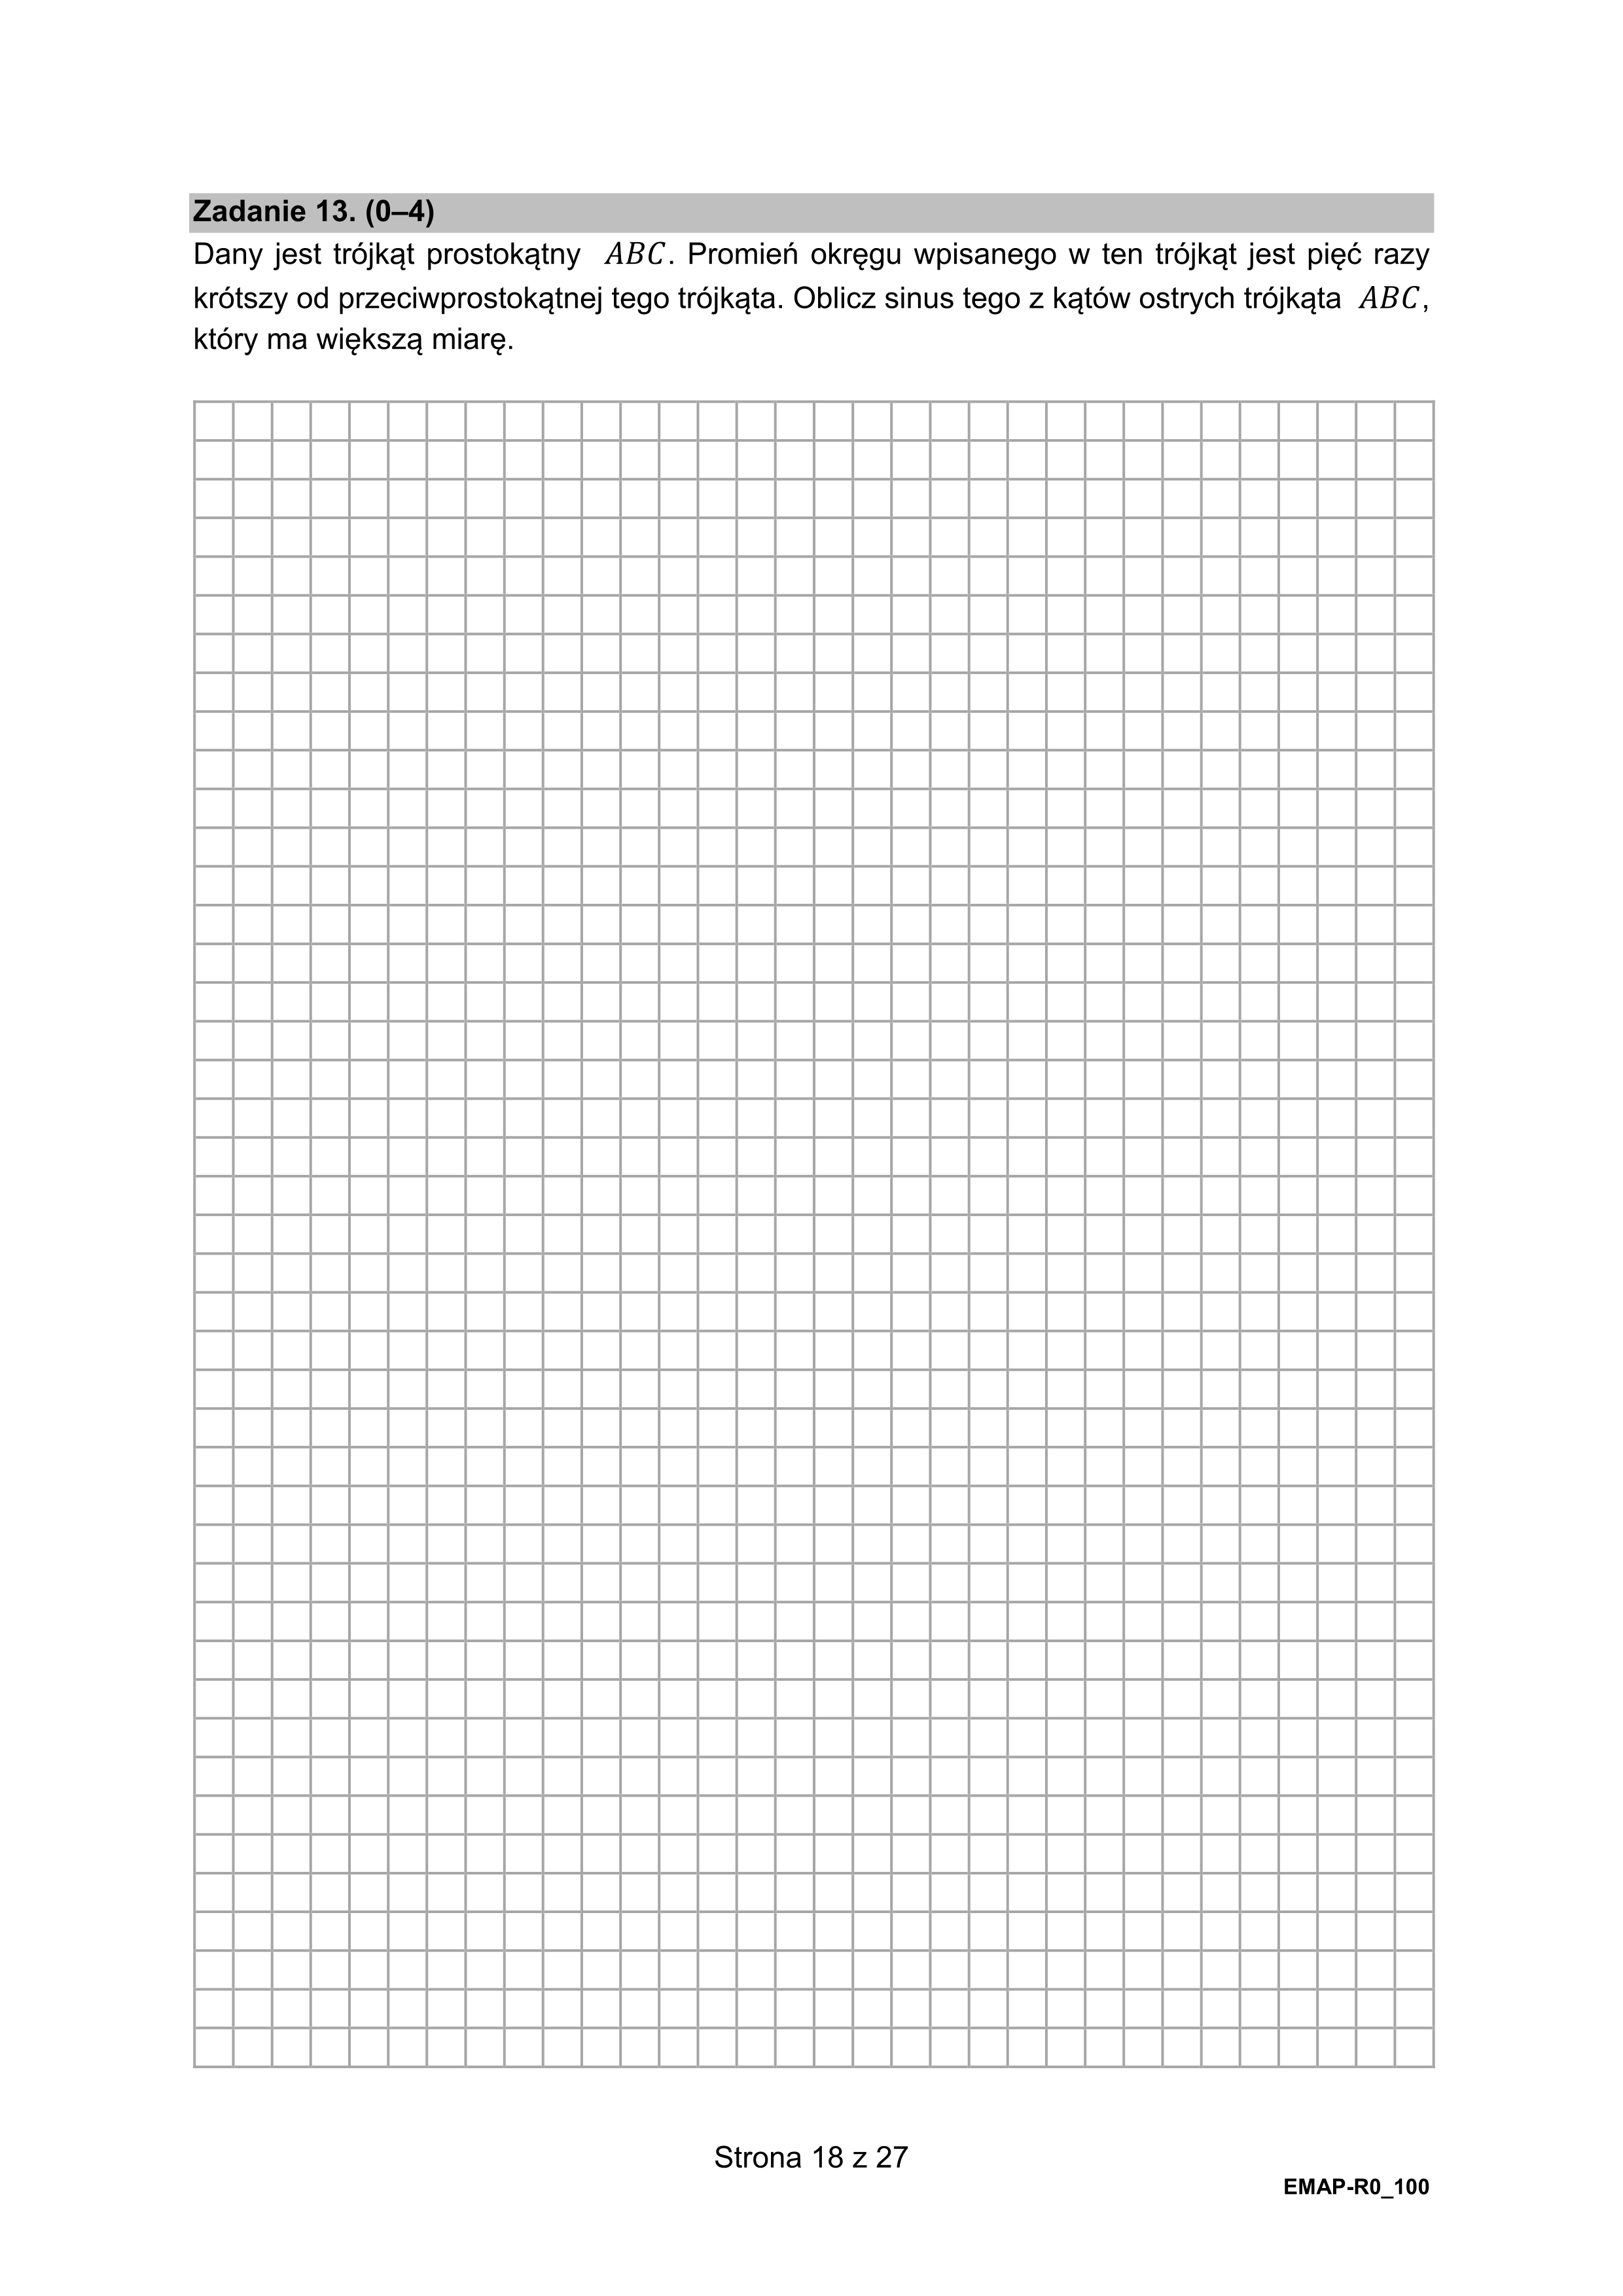 Zadanie 13. (0–4)
Dany jest trójkąt prostokątny ABC. Promień okręgu wpisanego w ten trójkąt jest pięć razy
krótszy od przeciwprostokątnej tego trójkąta. Oblicz sinus tego z kątów ostrych trójkąta ABC,
który ma większą miarę.
Strona 18 z 27
EMAP-R0_100